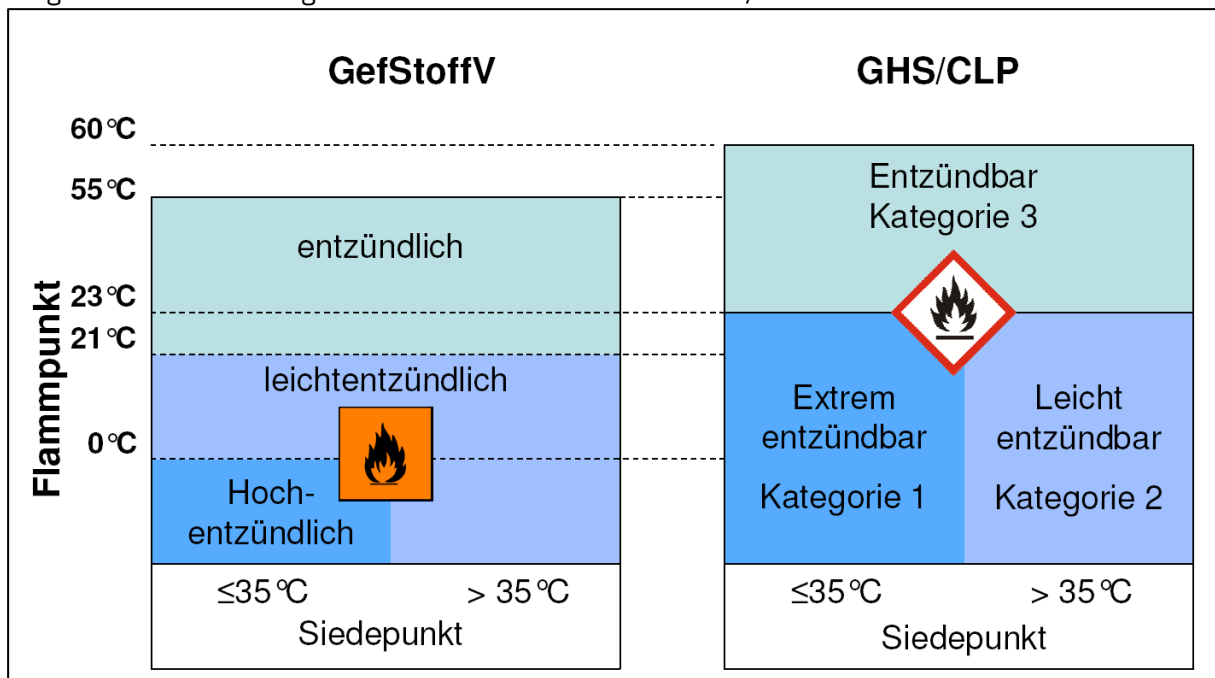 GefStoffV
GHS/CLP
60°C
55°C
23°C
21°C
0°C
Flammpunkt
entzündlich
leichtentzündlich
Hoch-
entzündlich
≤35°C > 35°C
Siedepunkt
Entzündbar
Kategorie 3
Extrem
entzündbar
Kategorie 1
Leicht
entzündbar
Kategorie 2
≤35°C > 35°C
Siedepunkt